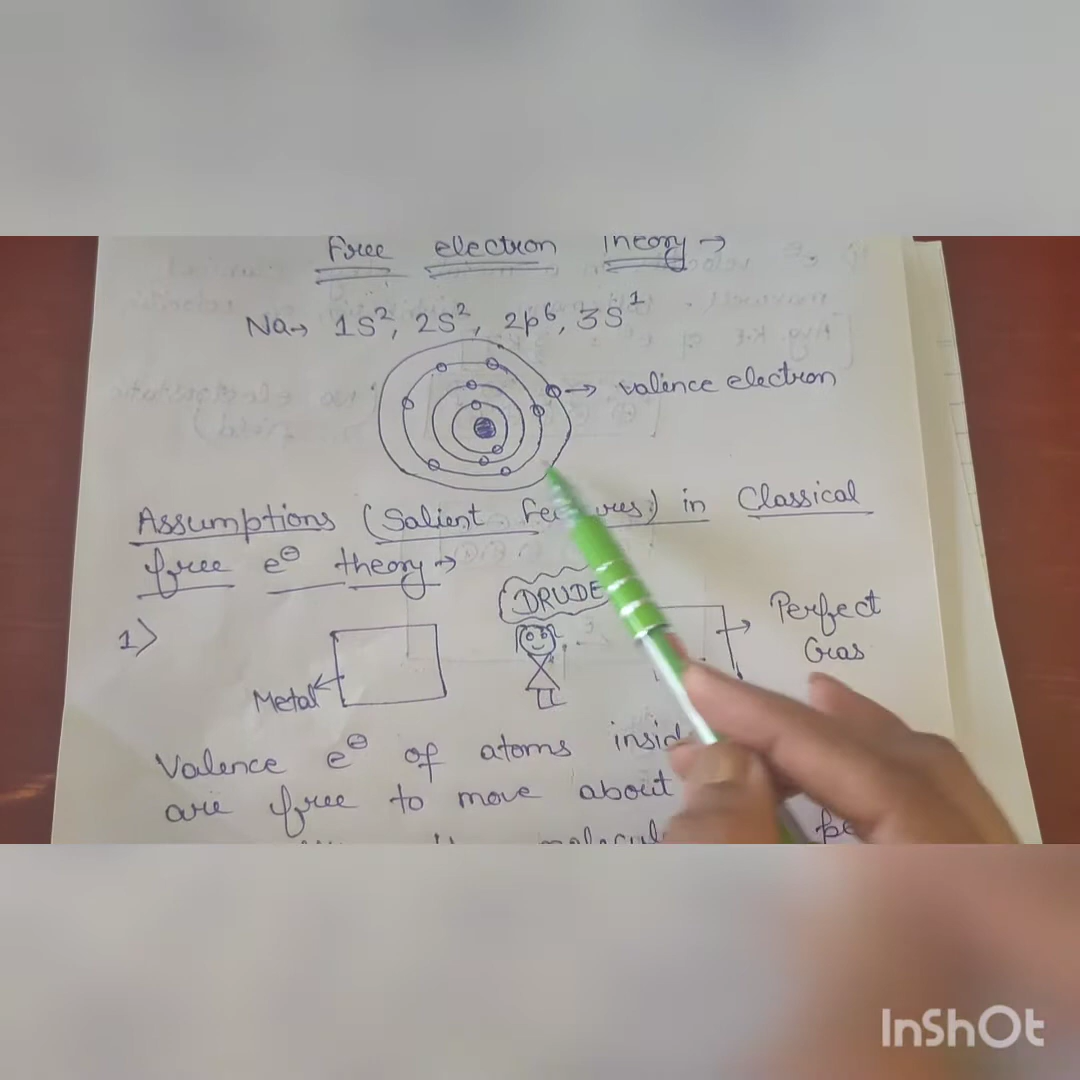 Free electron Theory →
Na → 1S², 2S², 2p⁶, 3S¹
→ valence electron
Assumptions (Salient features) in Classical
free e⊖ theory →
DRUDE
1>
Perfect
Gas
Metal
Valence e⊖ of atoms
are free to move about
InShOt